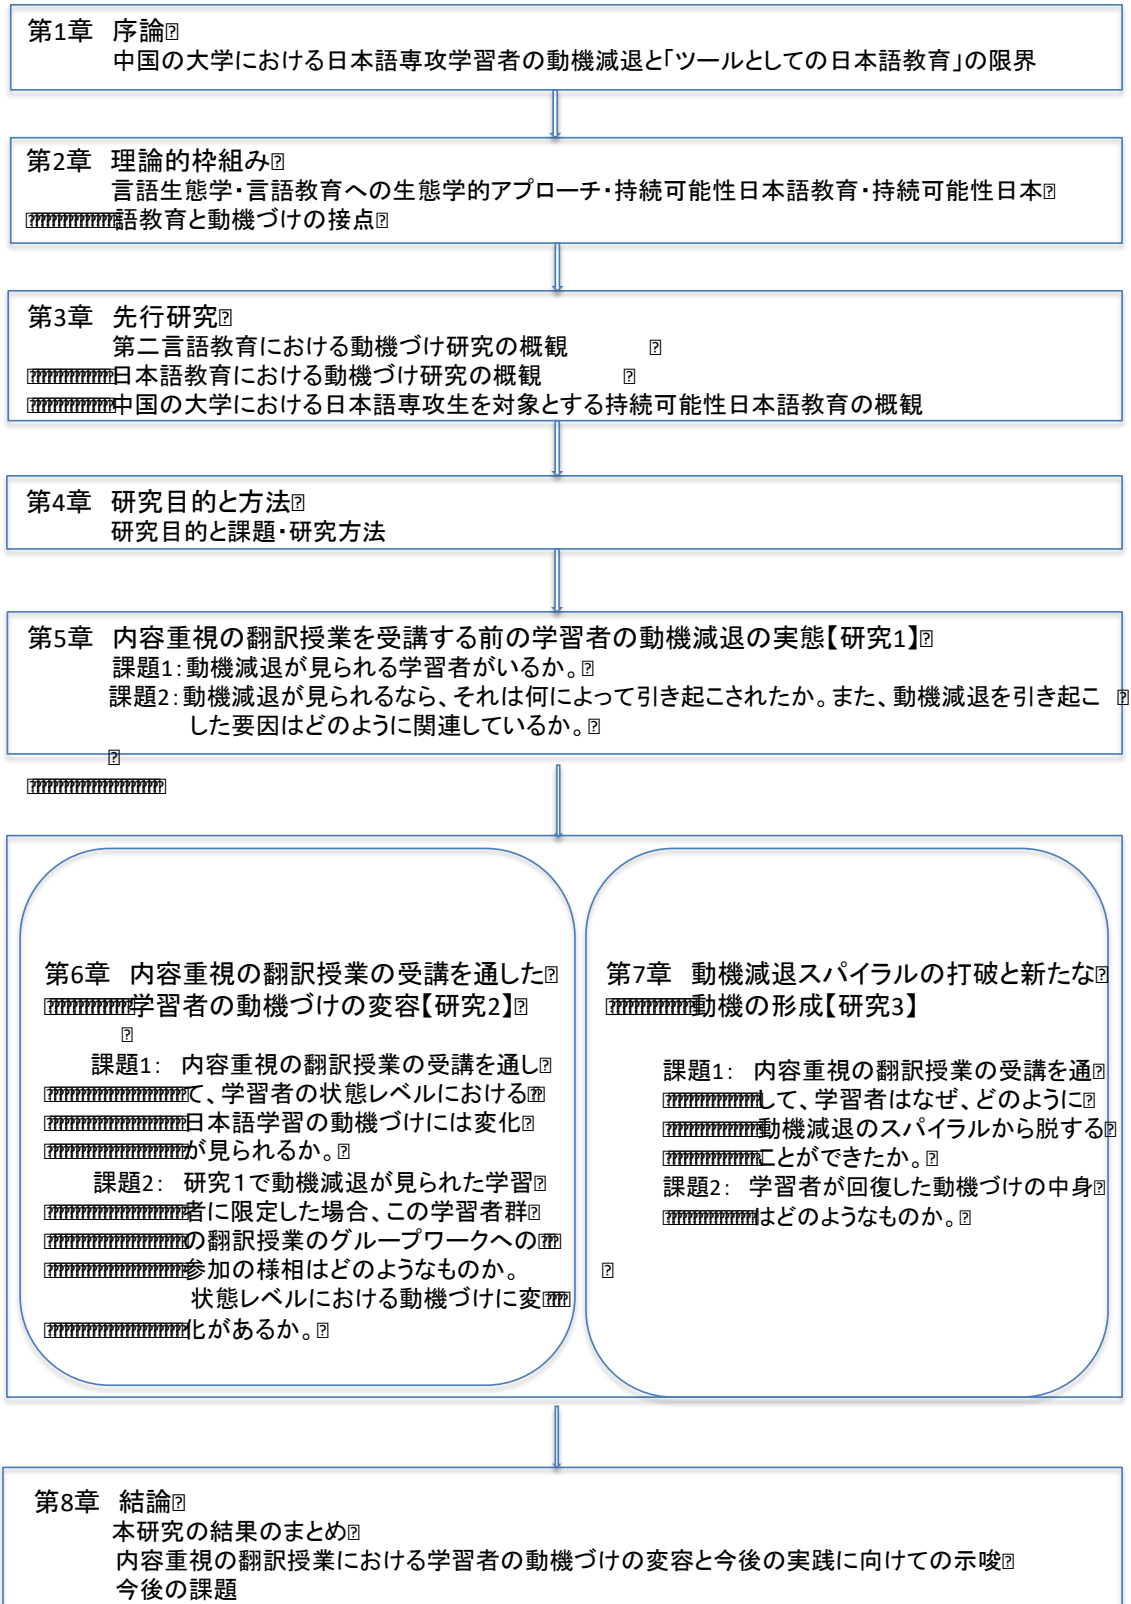 第1章 序論
中国の大学における日本語専攻学習者の動機減退と「ツールとしての日本語教育」の限界
第2章 理論的枠組み
言語生態学・言語教育への生態学的アプローチ・持続可能性日本語教育・持続可能性日本
語教育と動機づけの接点
第3章 先行研究
第二言語教育における動機づけ研究の概観
日本語教育における動機づけ研究の概観
中国の大学における日本語専攻生を対象とする持続可能性日本語教育の概観
第4章 研究目的と方法
研究目的と課題・研究方法
第5章 内容重視の翻訳授業を受講する前の学習者の動機減退の実態【研究1】
課題1:動機減退が見られる学習者がいるか。
課題2:動機減退が見られるなら、それは何によって引き起こされたか。また、動機減退を引き起こ
した要因はどのように関連しているか。
第6章 内容重視の翻訳授業の受講を通した
学習者の動機づけの変容【研究2】
課題1: 内容重視の翻訳授業の受講を通し
て、学習者の状態レベルにおける
日本語学習の動機づけには変化
が見られるか。
課題2: 研究1で動機減退が見られた学習
者に限定した場合、この学習者群
の翻訳授業のグループワークへの
参加の様相はどのようなものか。
状態レベルにおける動機づけに変
化があるか。
第7章 動機減退スパイラルの打破と新たな
動機の形成【研究3】
課題1: 内容重視の翻訳授業の受講を通
して、学習者はなぜ、どのように
動機減退のスパイラルから脱する
ことができたか。
課題2: 学習者が回復した動機づけの中身
はどのようなものか。
第8章 結論
本研究の結果のまとめ
内容重視の翻訳授業における学習者の動機づけの変容と今後の実践に向けての示唆
今後の課題